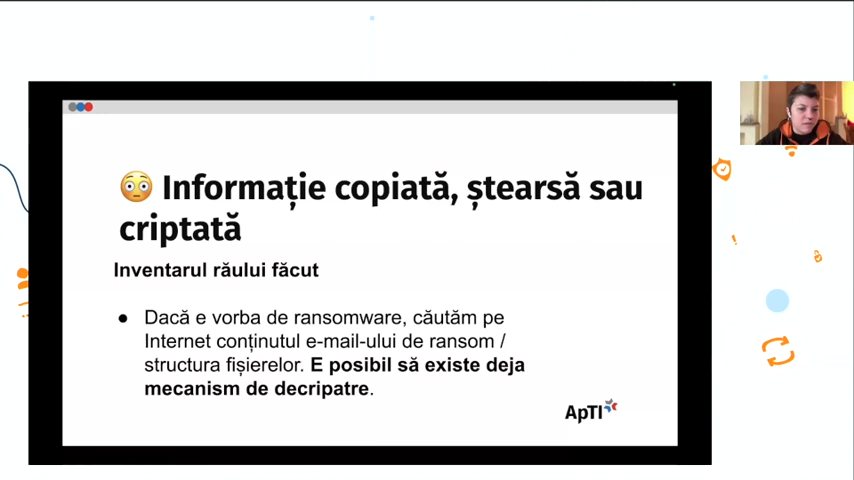 😳 Informație copiată, ștearsă sau
criptată
Inventarul răului făcut
● Dacă e vorba de ransomware, căutăm pe
Internet conținutul e-mail-ului de ransom /
structura fișierelor. E posibil să existe deja
mecanism de decripatre.
ApTI